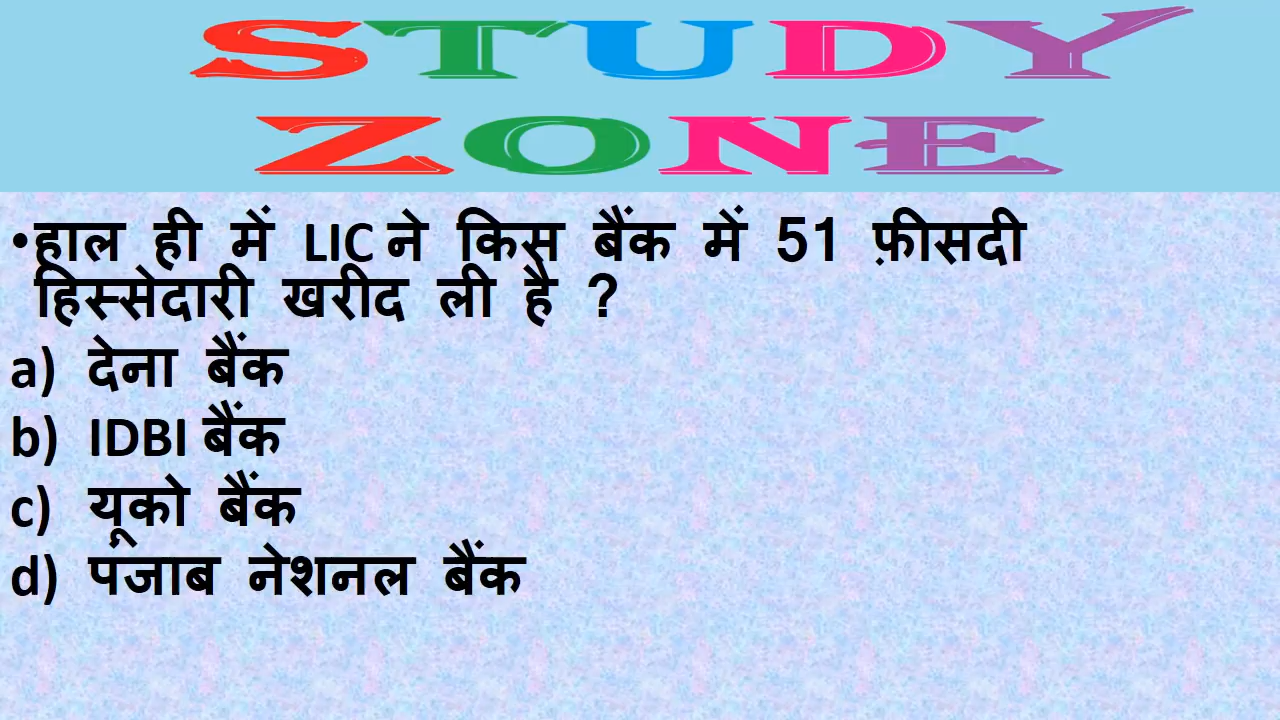 STUDY
ZONE
•हाल ही में LIC ने किस बैंक में 51 फ़ीसदी
हिस्सेदारी खरीद ली है ?
a) देना बैंक
b) IDBI बैंक
c) यूको बैंक
d) पंजाब नेशनल बैंक